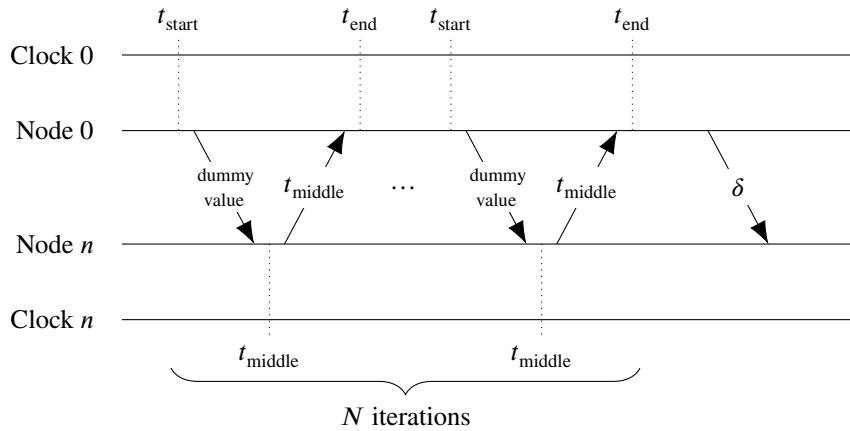 t_start t_end t_start t_end
Clock 0
Node 0
dummy value t_middle ... dummy value t_middle δ
Node n
Clock n
t_middle t_middle
N iterations